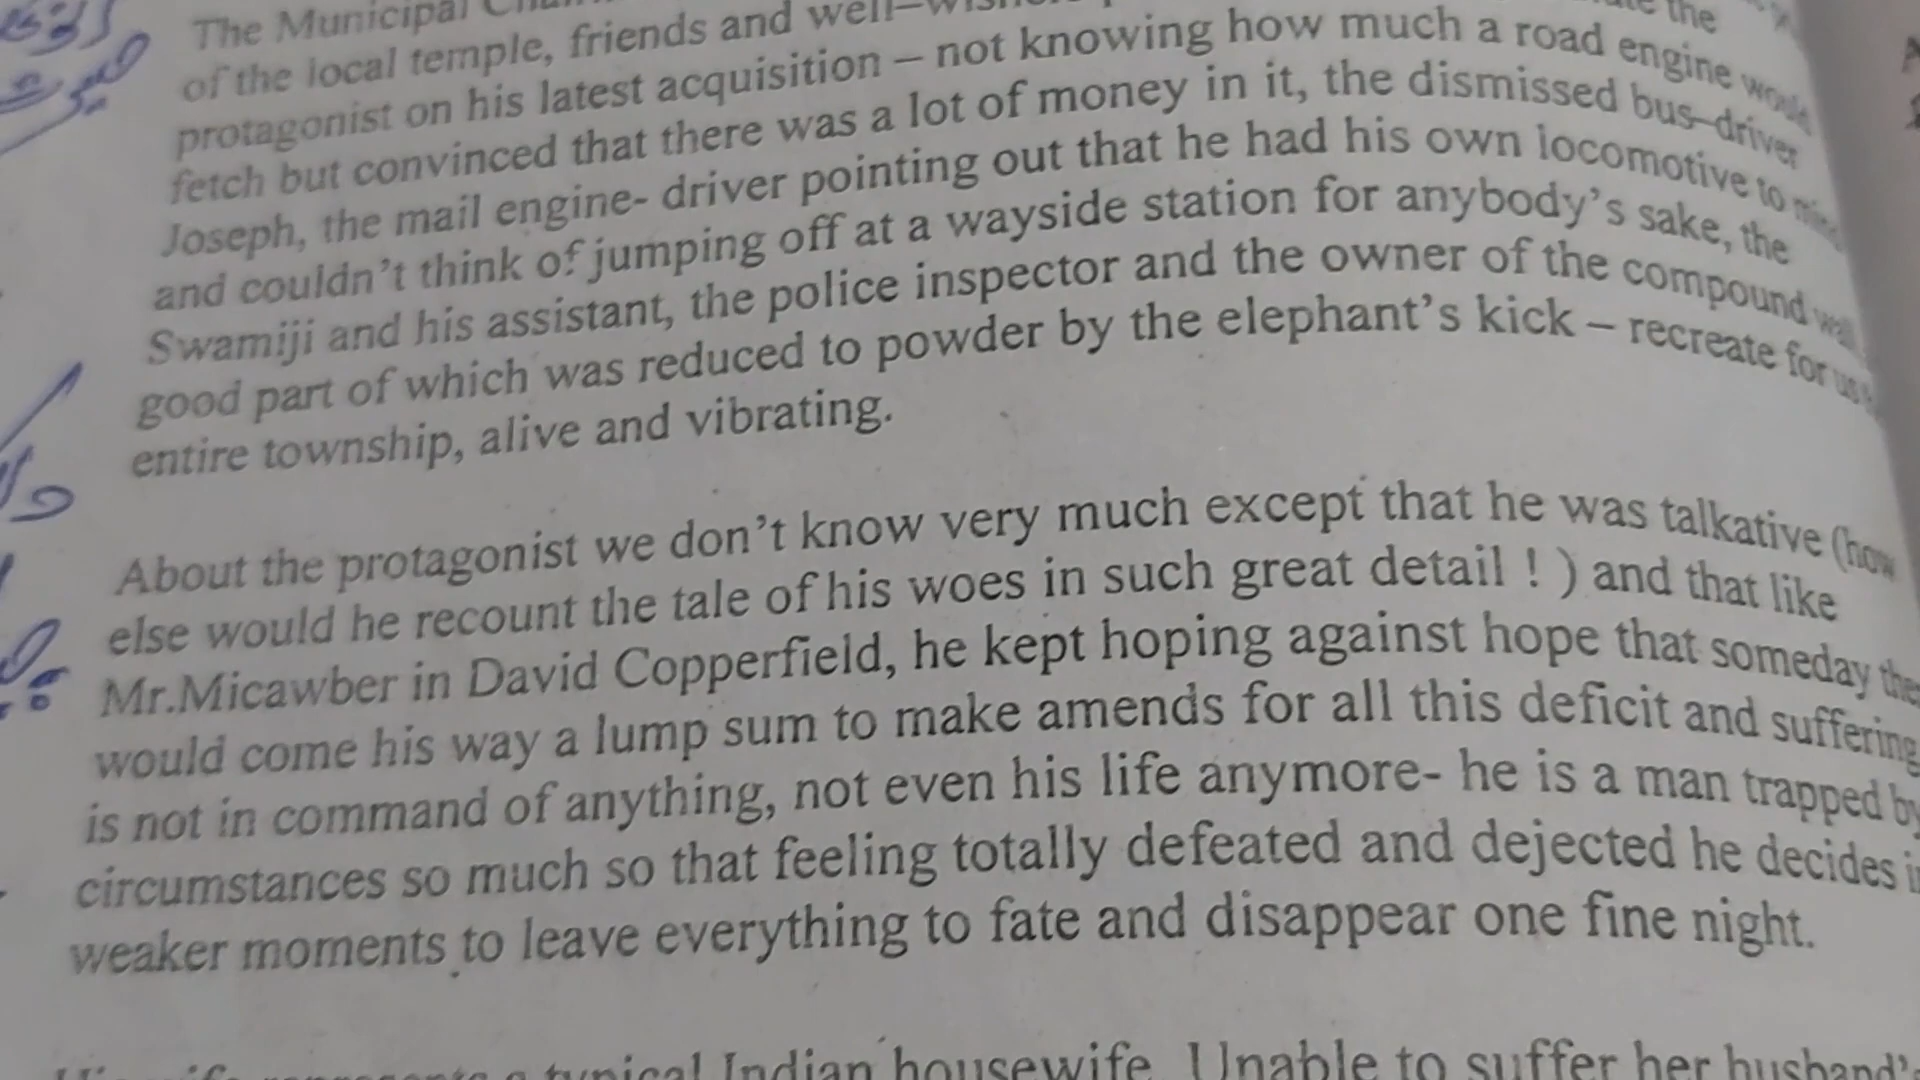 The Municipal
of the local temple, friends and well-wishers the
protagonist on his latest acquisition – not knowing how much a road engine would
fetch but convinced that there was a lot of money in it, the dismissed bus-driver
Joseph, the mail engine- driver pointing out that he had his own locomotive to mind
and couldn't think of jumping off at a wayside station for anybody's sake, the
Swamiji and his assistant, the police inspector and the owner of the compound wall
good part of which was reduced to powder by the elephant's kick – recreate for us
entire township, alive and vibrating.
About the protagonist we don't know very much except that he was talkative (how
else would he recount the tale of his woes in such great detail ! ) and that like
Mr.Micawber in David Copperfield, he kept hoping against hope that someday
would come his way a lump sum to make amends for all this deficit and suffering
is not in command of anything, not even his life anymore- he is a man trapped by
circumstances so much so that feeling totally defeated and dejected he decides
weaker moments to leave everything to fate and disappear one fine night.
typical Indian housewife. Unable to suffer her husband's